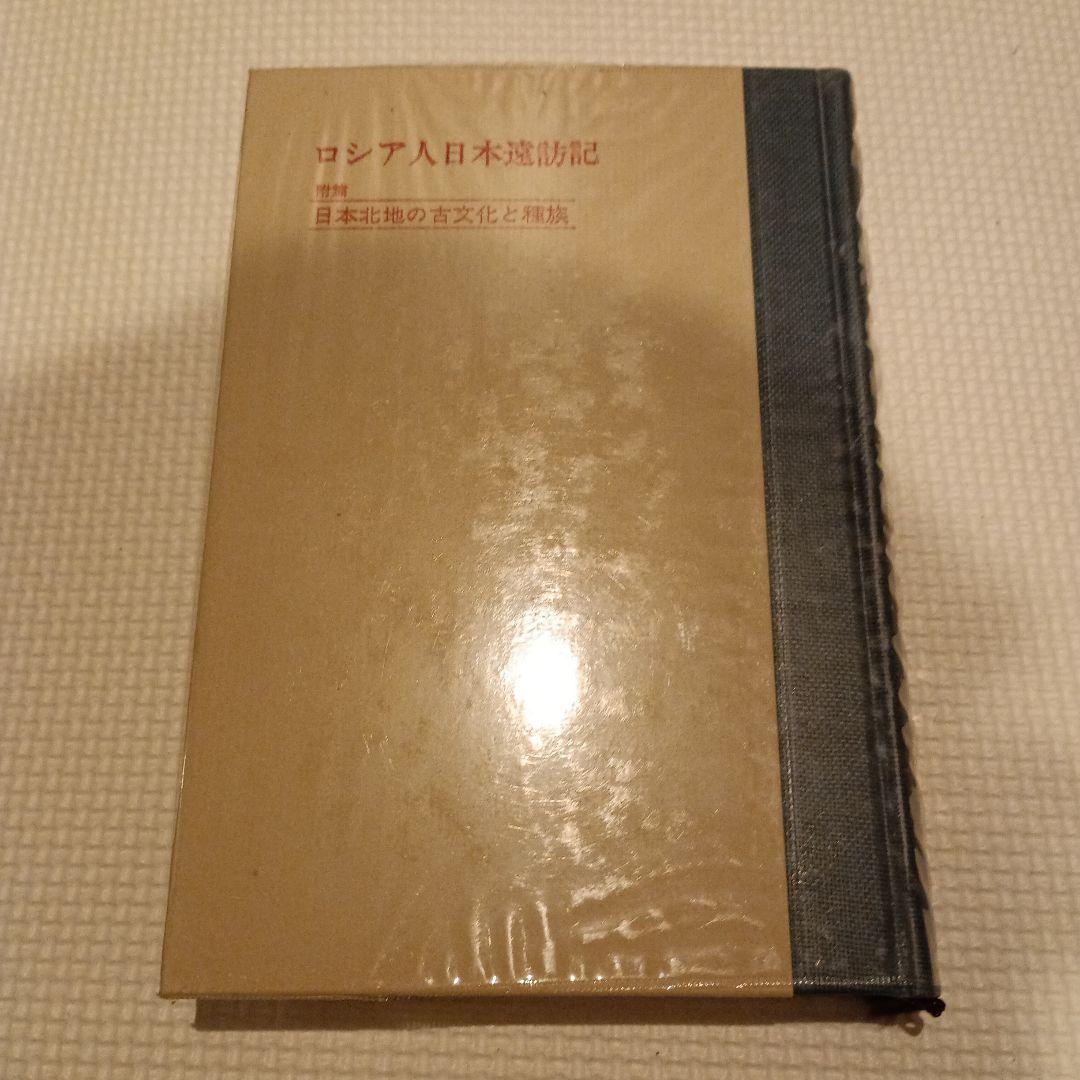 ロシア人日本遠訪記
附篇
日本北地の古文化と種族